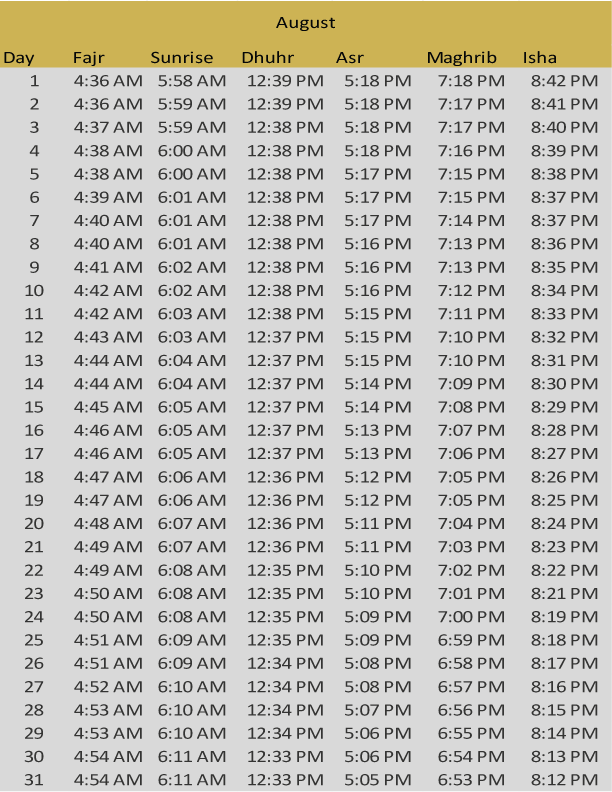 August
Day Fajr Sunrise Dhuhr Asr Maghrib Isha
1 4:36 AM 5:58 AM 12:39 PM 5:18 PM 7:18 PM 8:42 PM
2 4:36 AM 5:59 AM 12:39 PM 5:18 PM 7:17 PM 8:41 PM
3 4:37 AM 5:59 AM 12:38 PM 5:18 PM 7:17 PM 8:40 PM
4 4:38 AM 6:00 AM 12:38 PM 5:18 PM 7:16 PM 8:39 PM
5 4:38 AM 6:00 AM 12:38 PM 5:17 PM 7:15 PM 8:38 PM
6 4:39 AM 6:01 AM 12:38 PM 5:17 PM 7:15 PM 8:37 PM
7 4:40 AM 6:01 AM 12:38 PM 5:17 PM 7:14 PM 8:37 PM
8 4:40 AM 6:01 AM 12:38 PM 5:16 PM 7:13 PM 8:36 PM
9 4:41 AM 6:02 AM 12:38 PM 5:16 PM 7:13 PM 8:35 PM
10 4:42 AM 6:02 AM 12:38 PM 5:16 PM 7:12 PM 8:34 PM
11 4:42 AM 6:03 AM 12:38 PM 5:15 PM 7:11 PM 8:33 PM
12 4:43 AM 6:03 AM 12:37 PM 5:15 PM 7:10 PM 8:32 PM
13 4:44 AM 6:04 AM 12:37 PM 5:15 PM 7:10 PM 8:31 PM
14 4:44 AM 6:04 AM 12:37 PM 5:14 PM 7:09 PM 8:30 PM
15 4:45 AM 6:05 AM 12:37 PM 5:14 PM 7:08 PM 8:29 PM
16 4:46 AM 6:05 AM 12:37 PM 5:13 PM 7:07 PM 8:28 PM
17 4:46 AM 6:05 AM 12:37 PM 5:13 PM 7:06 PM 8:27 PM
18 4:47 AM 6:06 AM 12:36 PM 5:12 PM 7:05 PM 8:26 PM
19 4:47 AM 6:06 AM 12:36 PM 5:12 PM 7:05 PM 8:25 PM
20 4:48 AM 6:07 AM 12:36 PM 5:11 PM 7:04 PM 8:24 PM
21 4:49 AM 6:07 AM 12:36 PM 5:11 PM 7:03 PM 8:23 PM
22 4:49 AM 6:08 AM 12:35 PM 5:10 PM 7:02 PM 8:22 PM
23 4:50 AM 6:08 AM 12:35 PM 5:10 PM 7:01 PM 8:21 PM
24 4:50 AM 6:08 AM 12:35 PM 5:09 PM 7:00 PM 8:19 PM
25 4:51 AM 6:09 AM 12:35 PM 5:09 PM 6:59 PM 8:18 PM
26 4:51 AM 6:09 AM 12:34 PM 5:08 PM 6:58 PM 8:17 PM
27 4:52 AM 6:10 AM 12:34 PM 5:08 PM 6:57 PM 8:16 PM
28 4:53 AM 6:10 AM 12:34 PM 5:07 PM 6:56 PM 8:15 PM
29 4:53 AM 6:10 AM 12:34 PM 5:06 PM 6:55 PM 8:14 PM
30 4:54 AM 6:11 AM 12:33 PM 5:06 PM 6:54 PM 8:13 PM
31 4:54 AM 6:11 AM 12:33 PM 5:05 PM 6:53 PM 8:12 PM